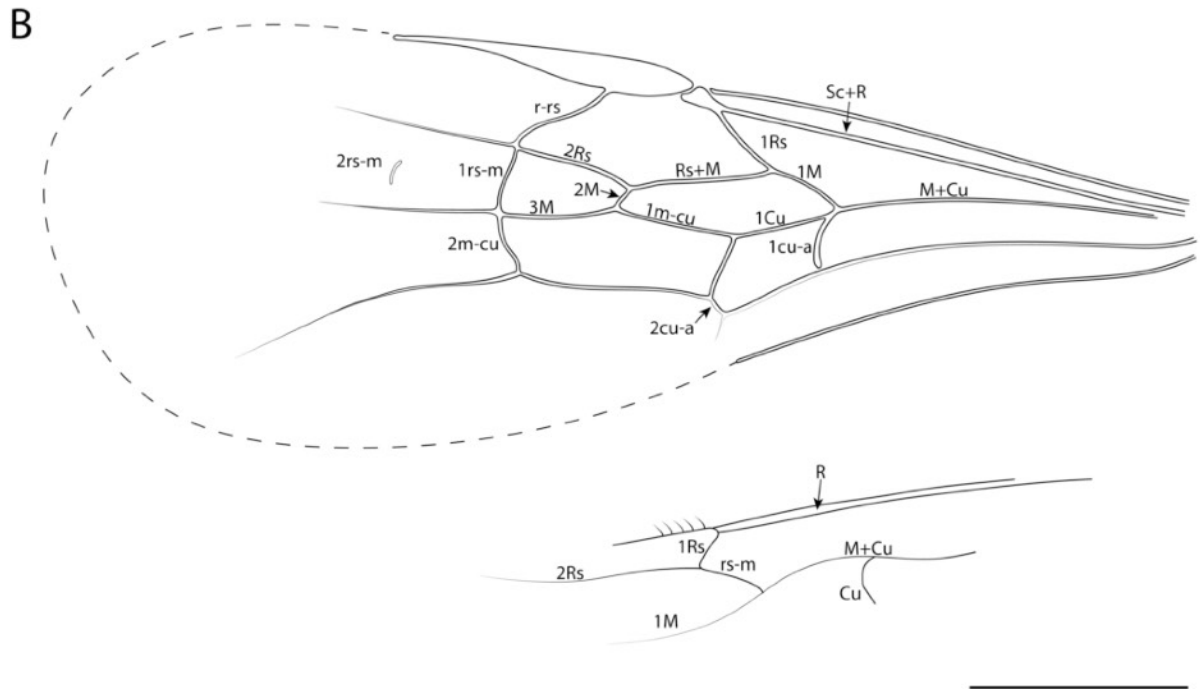 B
Sc+R
r-rs
1Rs
2Rs
2rs-m
1rs-m
Rs+M
1M
2M
M+Cu
3M
1m-cu
1Cu
2m-cu
1cu-a
2cu-a
R
1Rs
M+Cu
rs-m
2Rs
Cu
1M